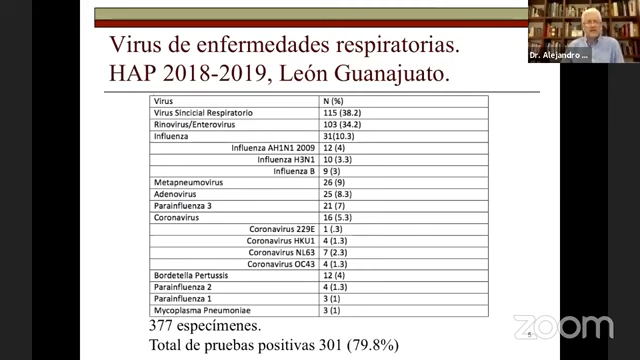 Virus de enfermedades respiratorias.
HAP 2018-2019, León Guanajuato.
Dr. Alejandro ...
Virus N (%)
Virus Sincicial Respiratorio 115 (38.2)
Rinovirus/Enterovirus 103 (34.2)
Influenza 31(10.3)
Influenza AH1N1 2009 12 (4)
Influenza H3N1 10 (3.3)
Influenza B 9 (3)
Metapneumovirus 26 (9)
Adenovirus 25 (8.3)
Parainfluenza 3 21 (7)
Coronavirus 16 (5.3)
Coronavirus 229E 1 (.3)
Coronavirus HKU1 4 (1.3)
Coronavirus NL63 7 (2.3)
Coronavirus OC43 4 (1.3)
Bordetella Pertussis 12 (4)
Parainfluenza 2 4 (1.3)
Parainfluenza 1 3 (1)
Mycoplasma Pneumoniae 3 (1)
377 especímenes.
Total de pruebas positivas 301 (79.8%)
5
zoom